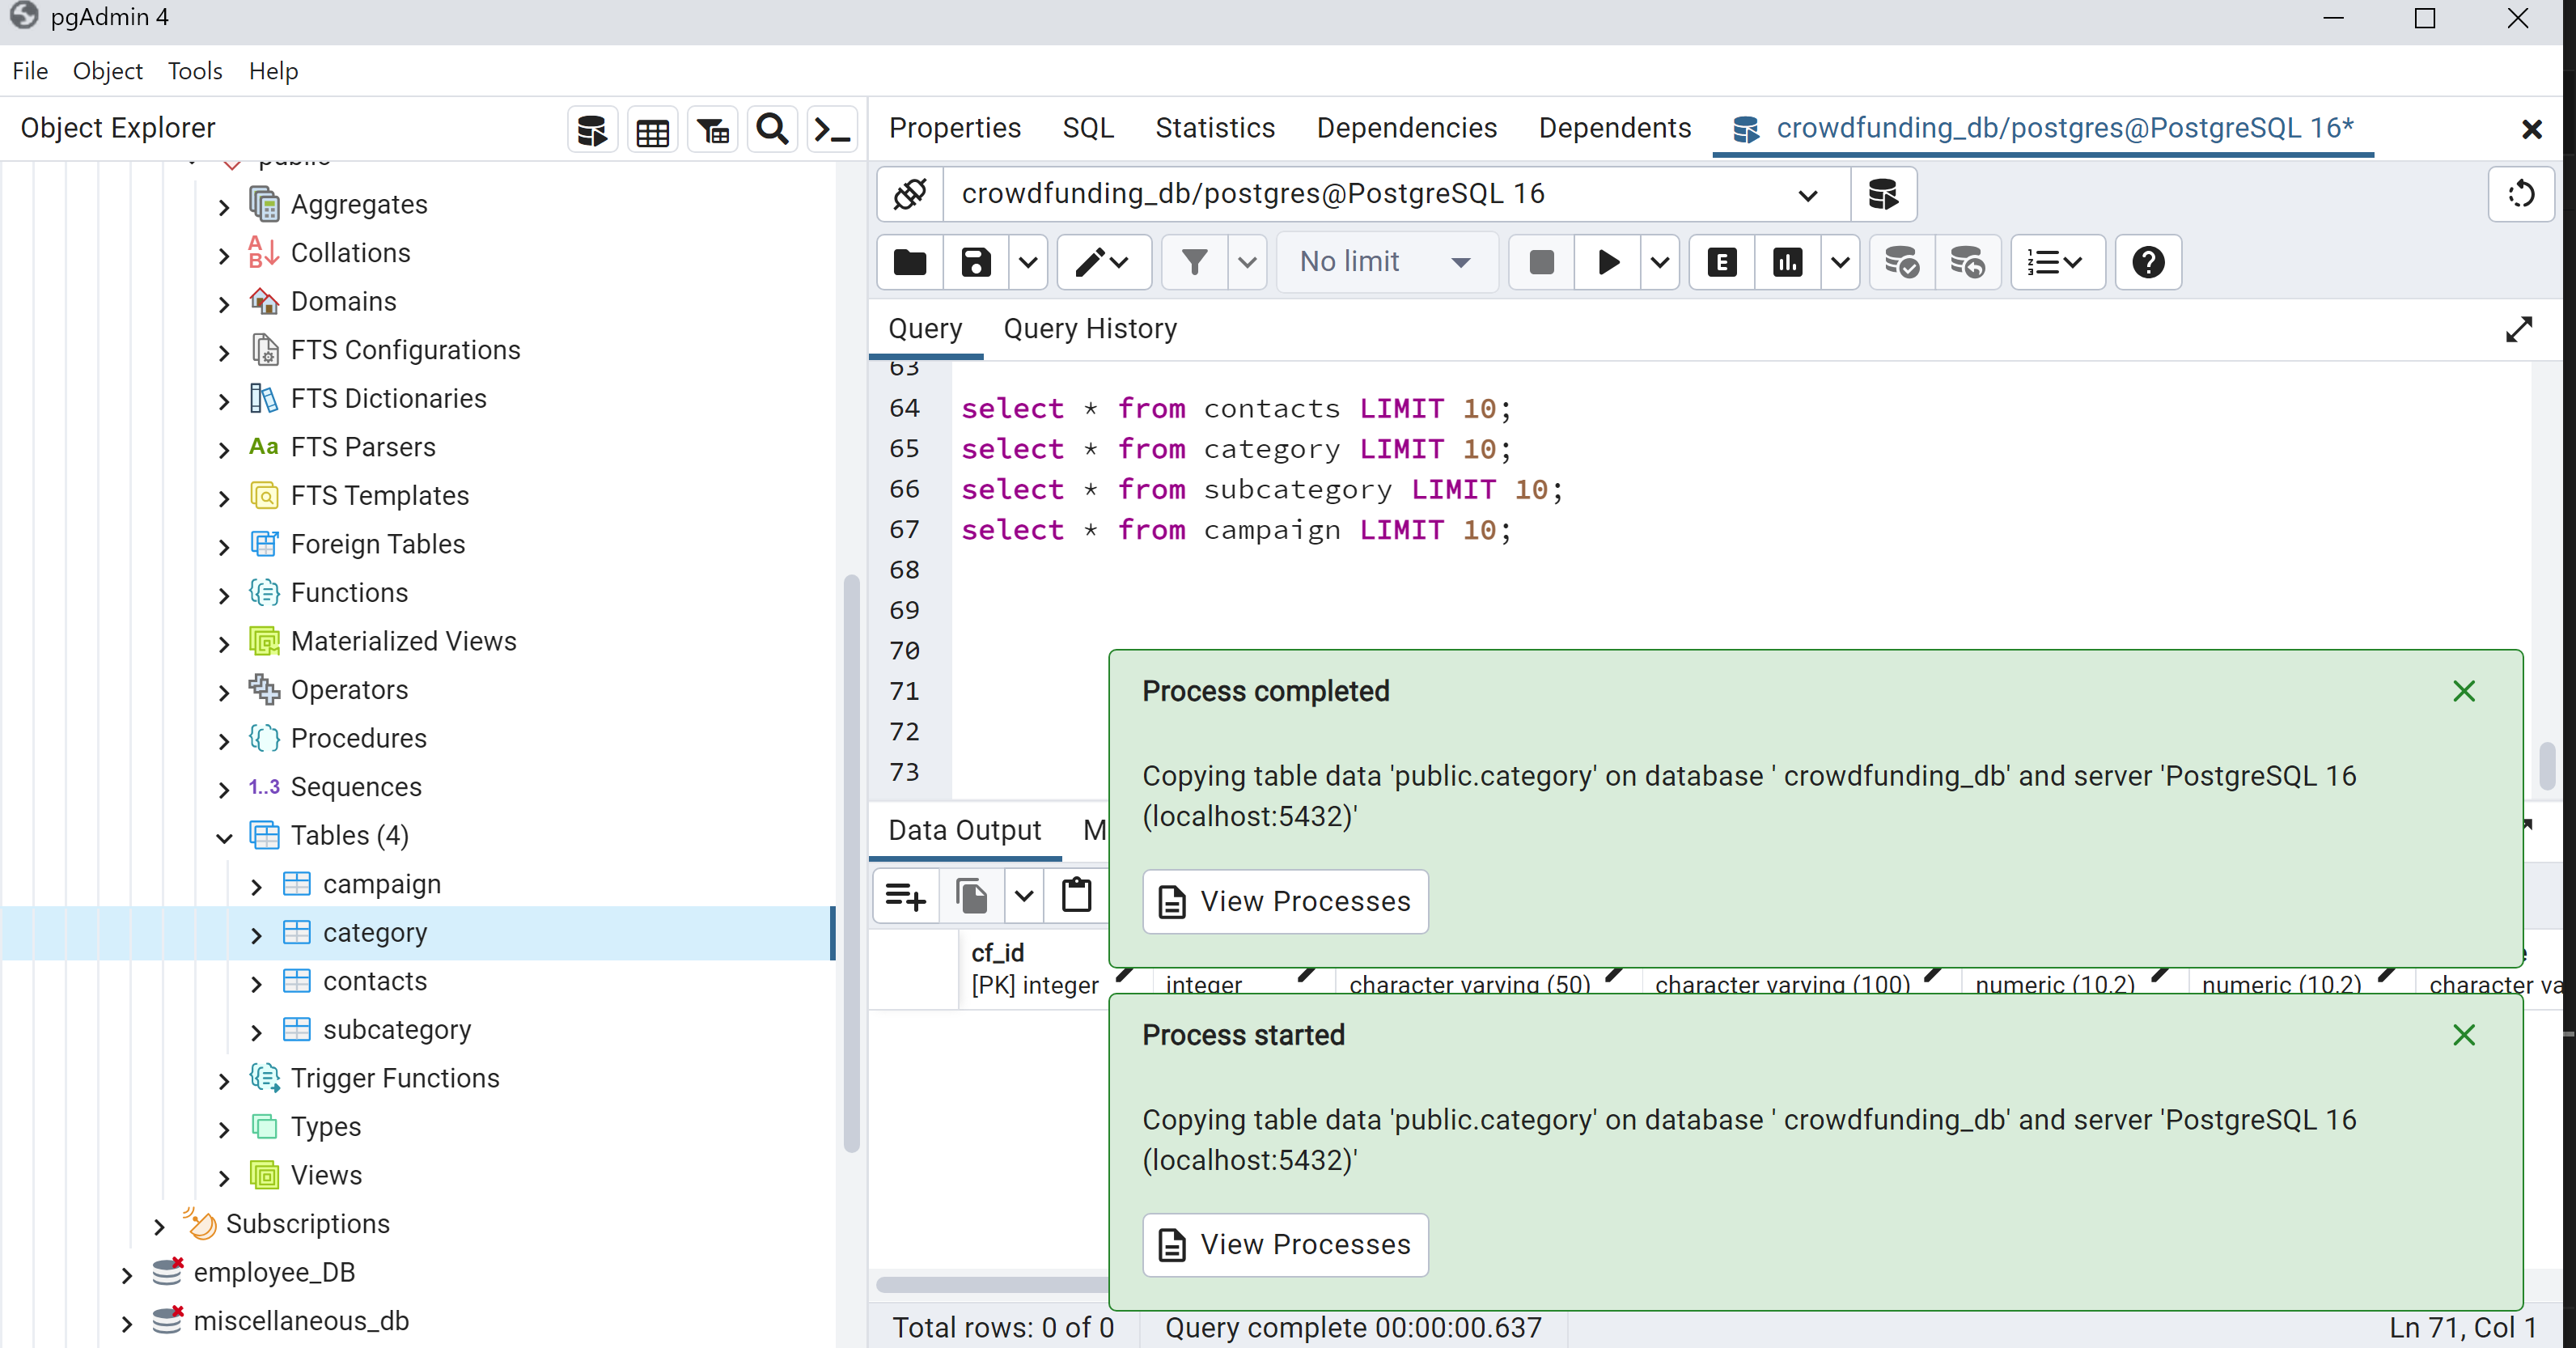 pgAdmin 4
File Object Tools Help
Object Explorer
public
Aggregates
Collations
Domains
FTS Configurations
FTS Dictionaries
Aa FTS Parsers
FTS Templates
Foreign Tables
Functions
Materialized Views
Operators
Procedures
1..3 Sequences
Tables (4)
campaign
category
contacts
subcategory
Trigger Functions
Types
Views
Subscriptions
employee_DB
miscellaneous_db
Properties SQL Statistics Dependencies Dependents crowdfunding_db/postgres@PostgreSQL 16*
crowdfunding_db/postgres@PostgreSQL 16
No limit E
Query Query History
63
64 select * from contacts LIMIT 10;
65 select * from category LIMIT 10;
66 select * from subcategory LIMIT 10;
67 select * from campaign LIMIT 10;
68
69
70
71
72
73
Process completed
Copying table data 'public.category' on database ' crowdfunding_db' and server 'PostgreSQL 16
(localhost:5432)'
View Processes
Data Output M
cf_id
[PK] integer integer character varying (50) character varying (100) numeric (10,2) numeric (10,2) character va
Process started
Copying table data 'public.category' on database ' crowdfunding_db' and server 'PostgreSQL 16
(localhost:5432)'
View Processes
Total rows: 0 of 0 Query complete 00:00:00.637 Ln 71, Col 1